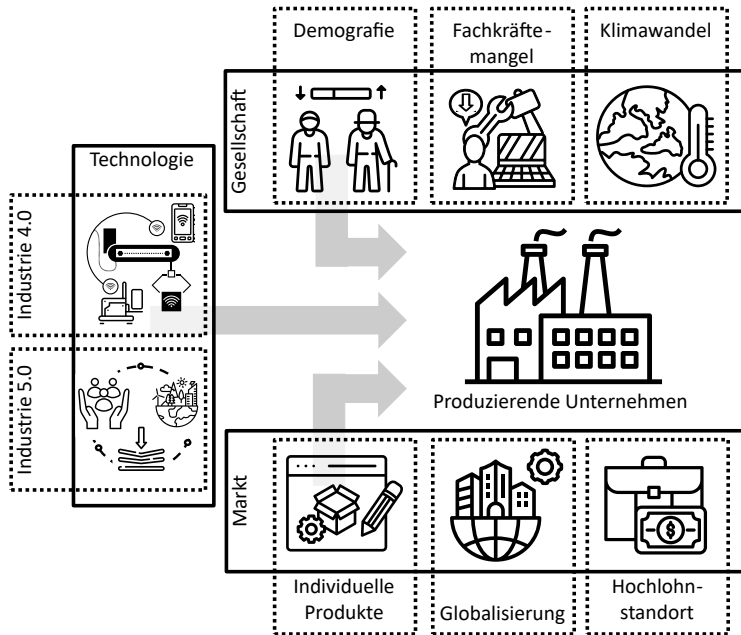 Demografie
Fachkräfte-
mangel
Klimawandel
Gesellschaft
Technologie
Industrie 4.0
Industrie 5.0
Produzierende Unternehmen
Markt
$
Individuelle
Produkte
Globalisierung
Hochlohn-
standort